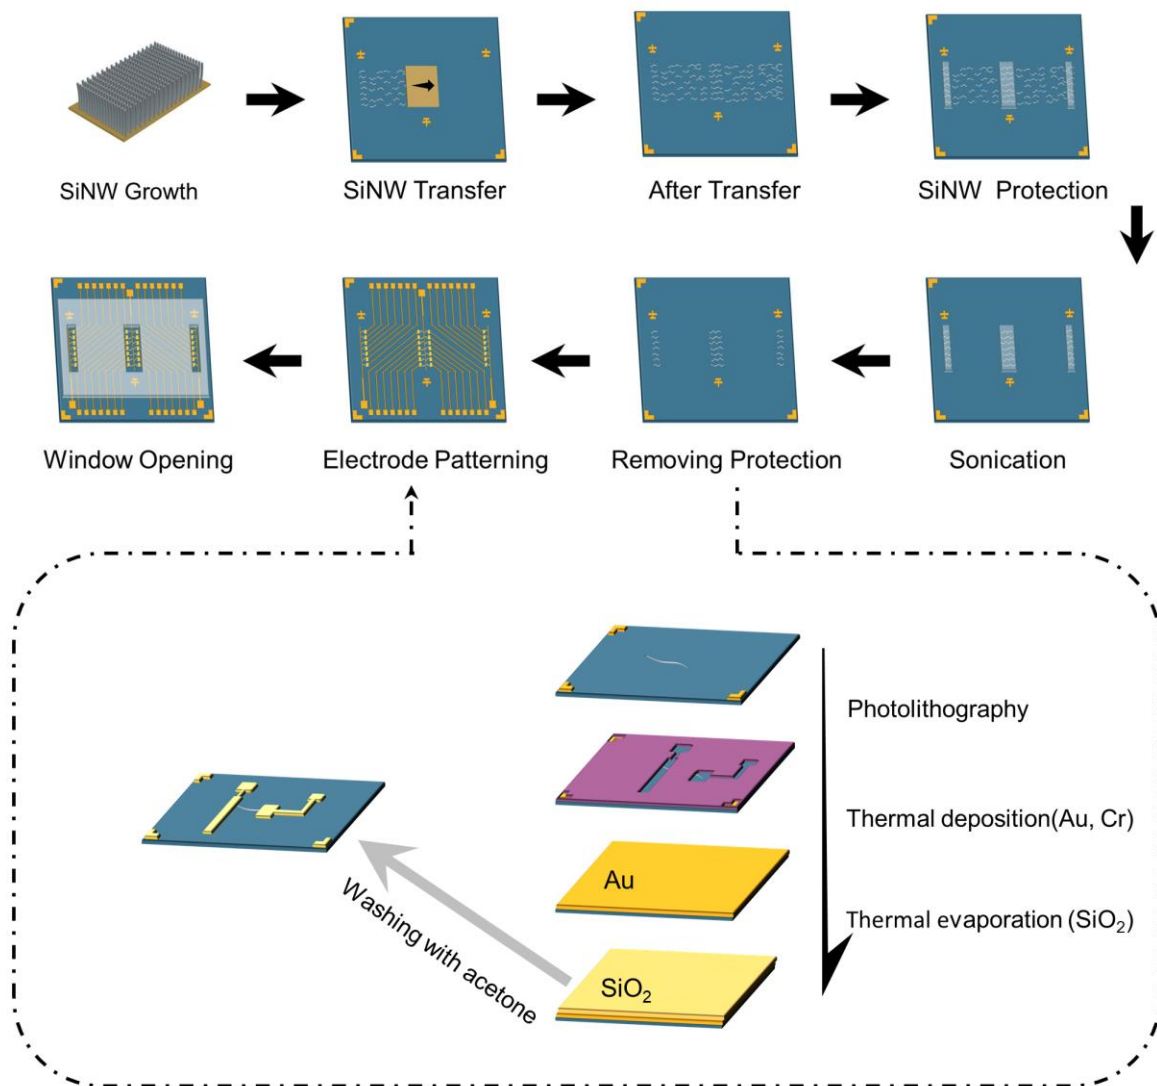 SiNW Growth
SiNW Transfer
After Transfer
SiNW Protection
Window Opening
Electrode Patterning
Removing Protection
Sonication
Photolithography
Thermal deposition(Au, Cr)
Au
Thermal evaporation (SiO₂)
SiO₂
Washing with acetone